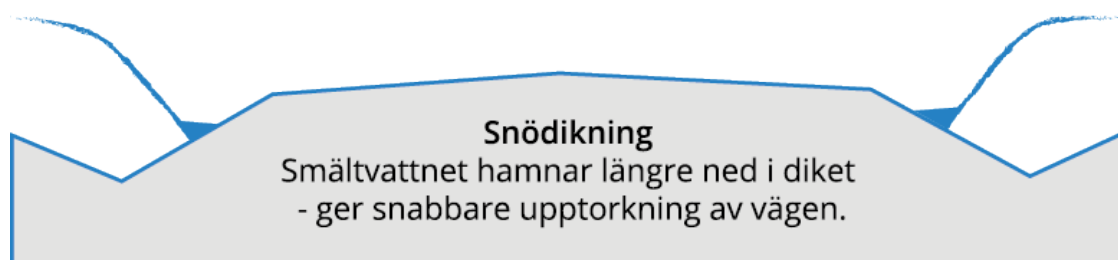 Snödikning
Smältvattnet hamnar längre ned i diket
- ger snabbare upptorkning av vägen.